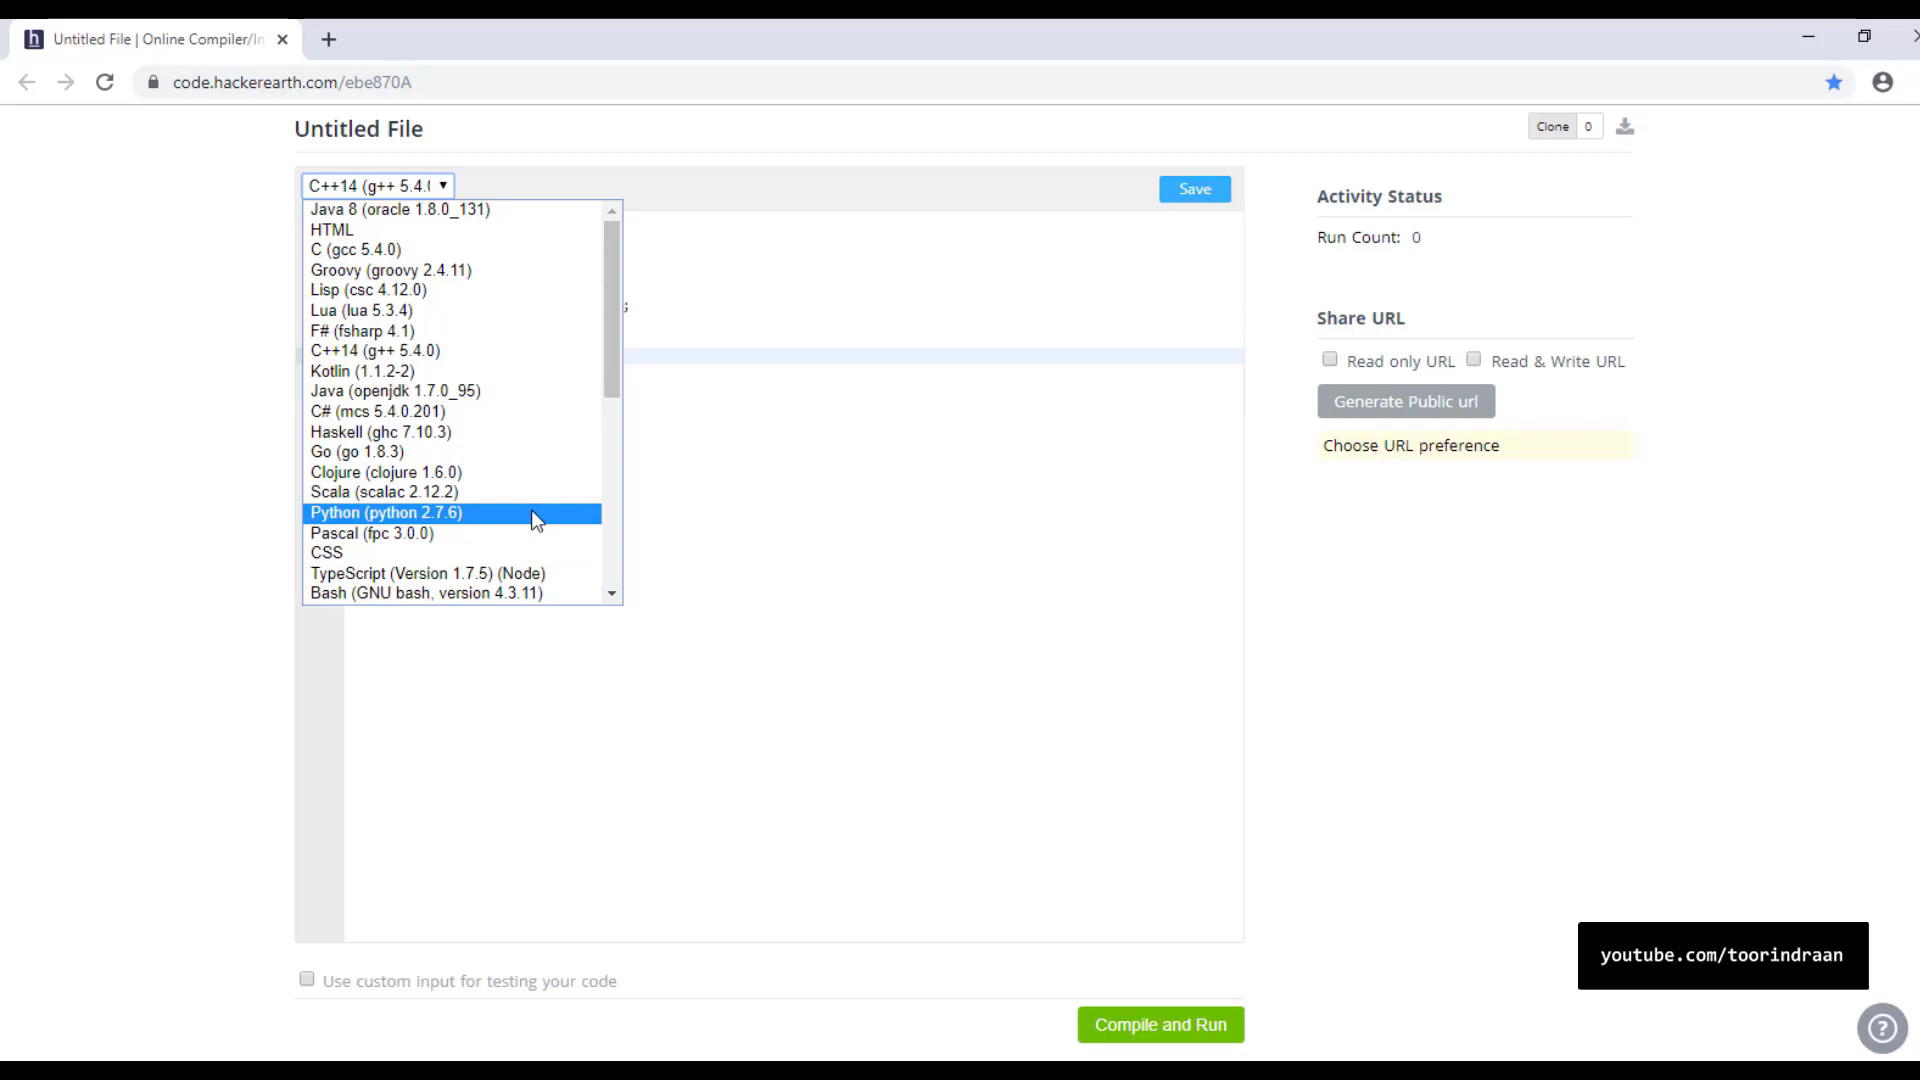 Untitled File | Online Compiler/In
code.hackerearth.com/ebe870A
Untitled File
Clone 0
C++14 (g++ 5.4.(
Save
Java 8 (oracle 1.8.0_131)
HTML
C (gcc 5.4.0)
Groovy (groovy 2.4.11)
Lisp (csc 4.12.0)
Lua (lua 5.3.4)
;
F# (fsharp 4.1)
C++14 (g++ 5.4.0)
Kotlin (1.1.2-2)
Java (openjdk 1.7.0_95)
C# (mcs 5.4.0.201)
Haskell (ghc 7.10.3)
Go (go 1.8.3)
Clojure (clojure 1.6.0)
Scala (scalac 2.12.2)
Python (python 2.7.6)
Pascal (fpc 3.0.0)
CSS
TypeScript (Version 1.7.5) (Node)
Bash (GNU bash, version 4.3.11)
Activity Status
Run Count: 0
Share URL
Read only URL Read & Write URL
Generate Public url
Choose URL preference
Use custom input for testing your code
Compile and Run
youtube.com/toorindraan